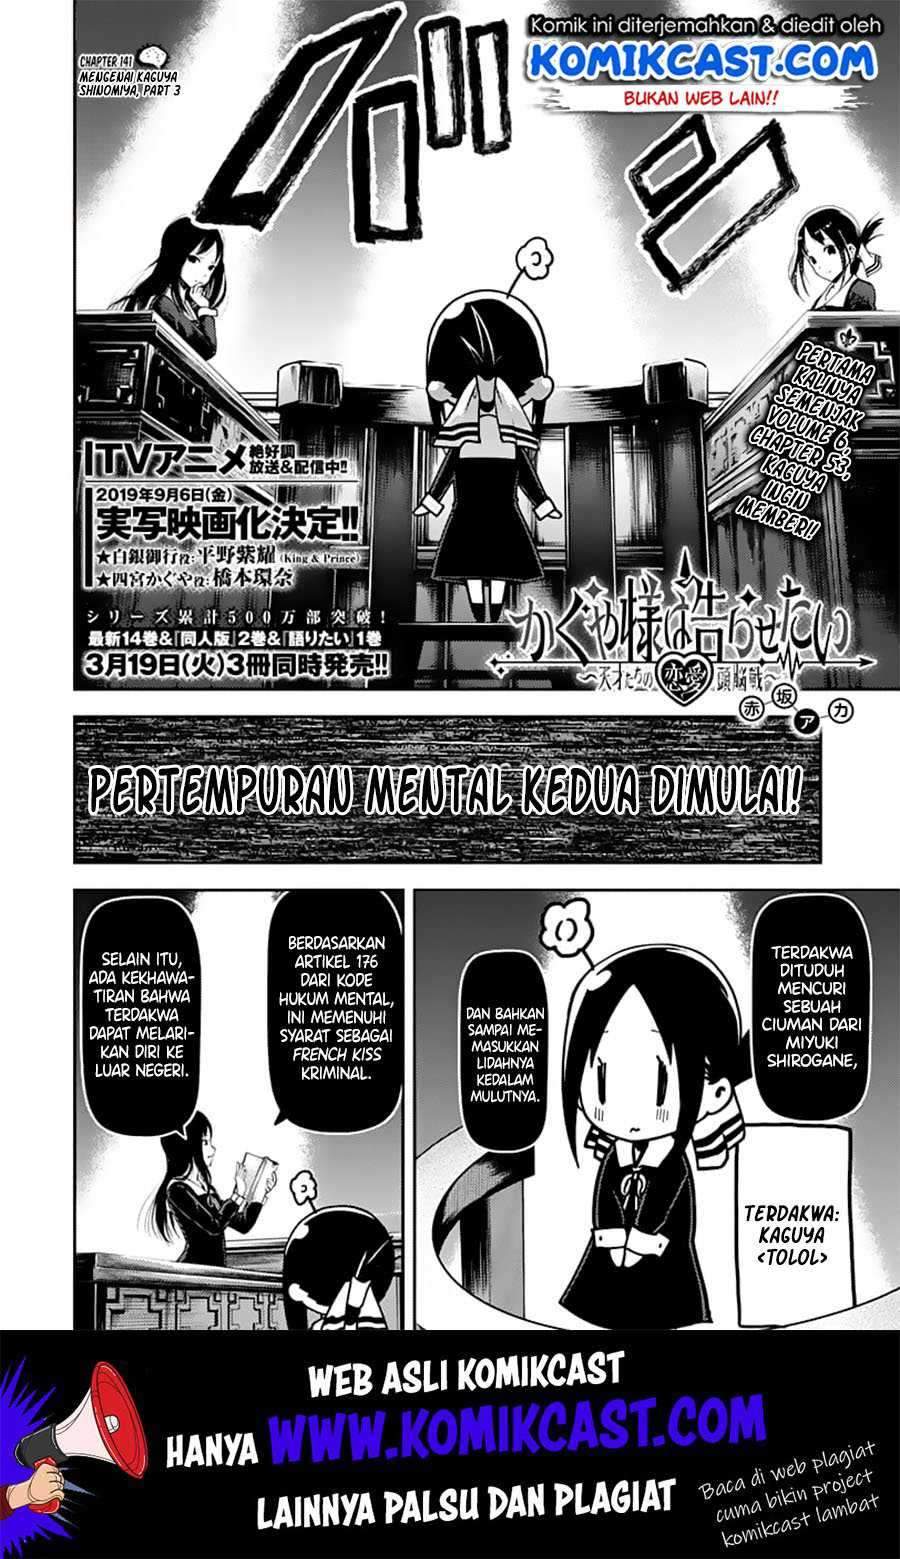 Komik ini diterjemahkan & diedit oleh
KOMIKCAST.COM
BUKAN WEB LAIN!!
CHAPTER 141
MENGENAI KAGUYA
SHINOMIYA, PART 3
PERTAMA
KALINYA
SEMENJAK
VOLUME 6,
CHAPTER 53,
KAGUYA
INGIU
MEMBER!!
TVアニメ 絶好調
放送&配信中!!
2019年9月6日(金)
実写映画化決定!!
★白銀御行役:平野紫耀(King & Prince)
★四宮かぐや役:橋本環奈
シリーズ累計500万部突破!
最新14巻&『同人版』2巻&『語りたい』1巻
3月19日(火)3冊同時発売!!
かぐや様は告らせたい
~天才たちの恋愛頭脳戦~
赤坂アカ
PERTEMPURAN MENTAL KEDUA DIMULAI!
TERDAKWA
DITUDUH
MENCURI
SEBUAH
CIUMAN DARI
MIYUKI
SHIROGANE,
DAN BAHKAN
SAMPAI ME-
MASUKKAN
LIDAHNYA
KEDALAM
MULUTNYA.
TERDAKWA:
KAGUYA
<TOLOL>
BERDASARKAN
ARTIKEL 176
DARI KODE
HUKUM MENTAL,
INI MEMENUHI
SYARAT SEBAGAI
FRENCH KISS
KRIMINAL.
SELAIN ITU,
ADA KEKHAWA-
TIRAN BAHWA
TERDAKWA
DAPAT MELARI-
KAN DIRI KE
LUAR NEGERI.
WEB ASLI KOMIKCAST
HANYA WWW.KOMIKCAST.COM
LAINNYA PALSU DAN PLAGIAT
Baca di web plagiat
cuma bikin project
komikcast lambat